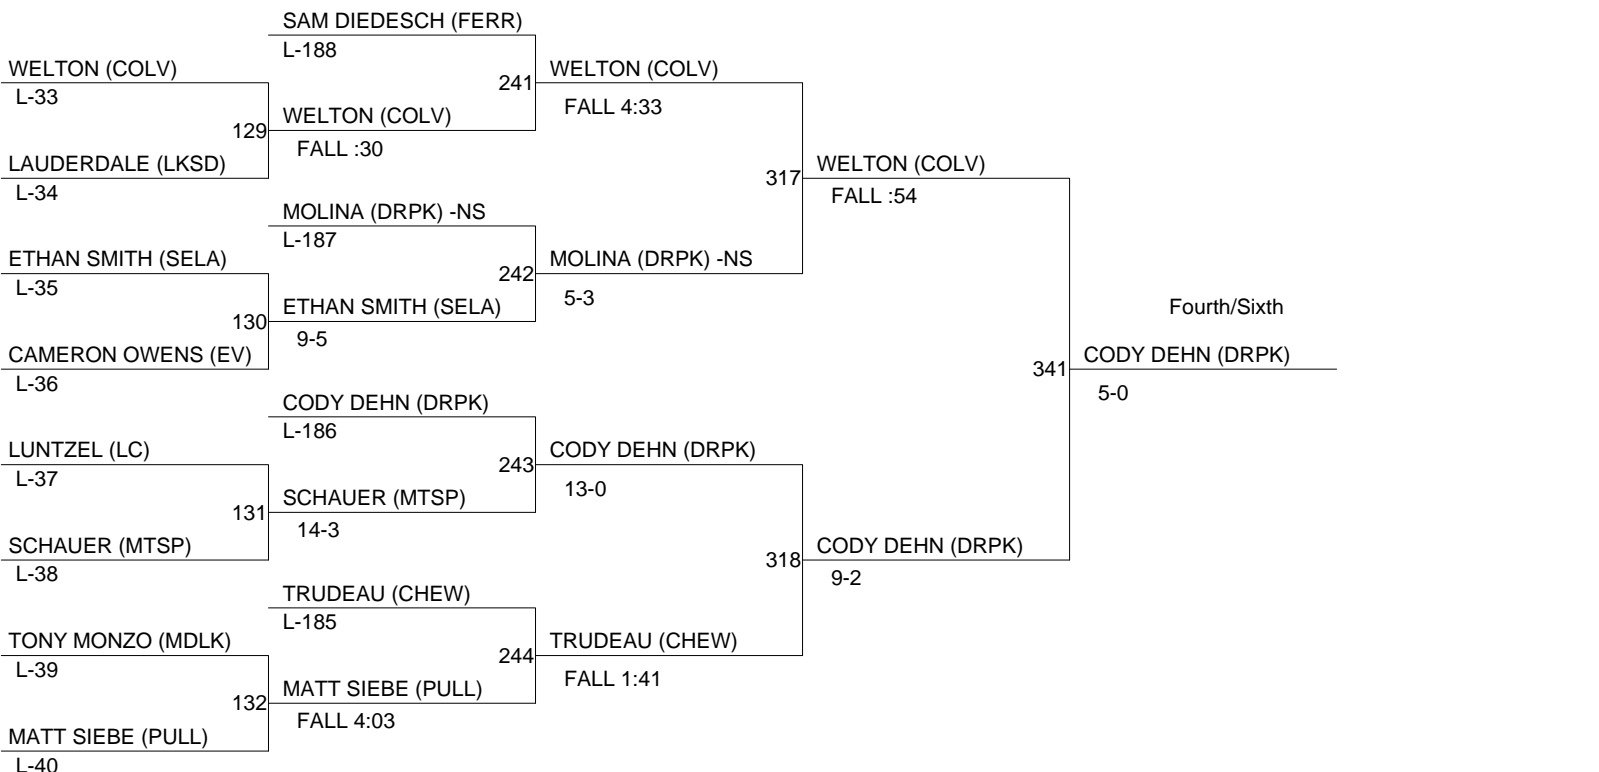 SAM DIEDESCH (FERR)
L-188
WELTON (COLV)
L-33
241
WELTON (COLV)
FALL 4:33
129
WELTON (COLV)
FALL :30
LAUDERDALE (LKSD)
L-34
317
WELTON (COLV)
FALL :54
MOLINA (DRPK) -NS
L-187
ETHAN SMITH (SELA)
L-35
242
MOLINA (DRPK) -NS
5-3
130
ETHAN SMITH (SELA)
9-5
CAMERON OWENS (EV)
L-36
Fourth/Sixth
341
CODY DEHN (DRPK)
5-0
CODY DEHN (DRPK)
L-186
LUNTZEL (LC)
L-37
243
CODY DEHN (DRPK)
13-0
131
SCHAUER (MTSP)
14-3
SCHAUER (MTSP)
L-38
318
CODY DEHN (DRPK)
9-2
TRUDEAU (CHEW)
L-185
TONY MONZO (MDLK)
L-39
244
TRUDEAU (CHEW)
FALL 1:41
132
MATT SIEBE (PULL)
FALL 4:03
MATT SIEBE (PULL)
L-40